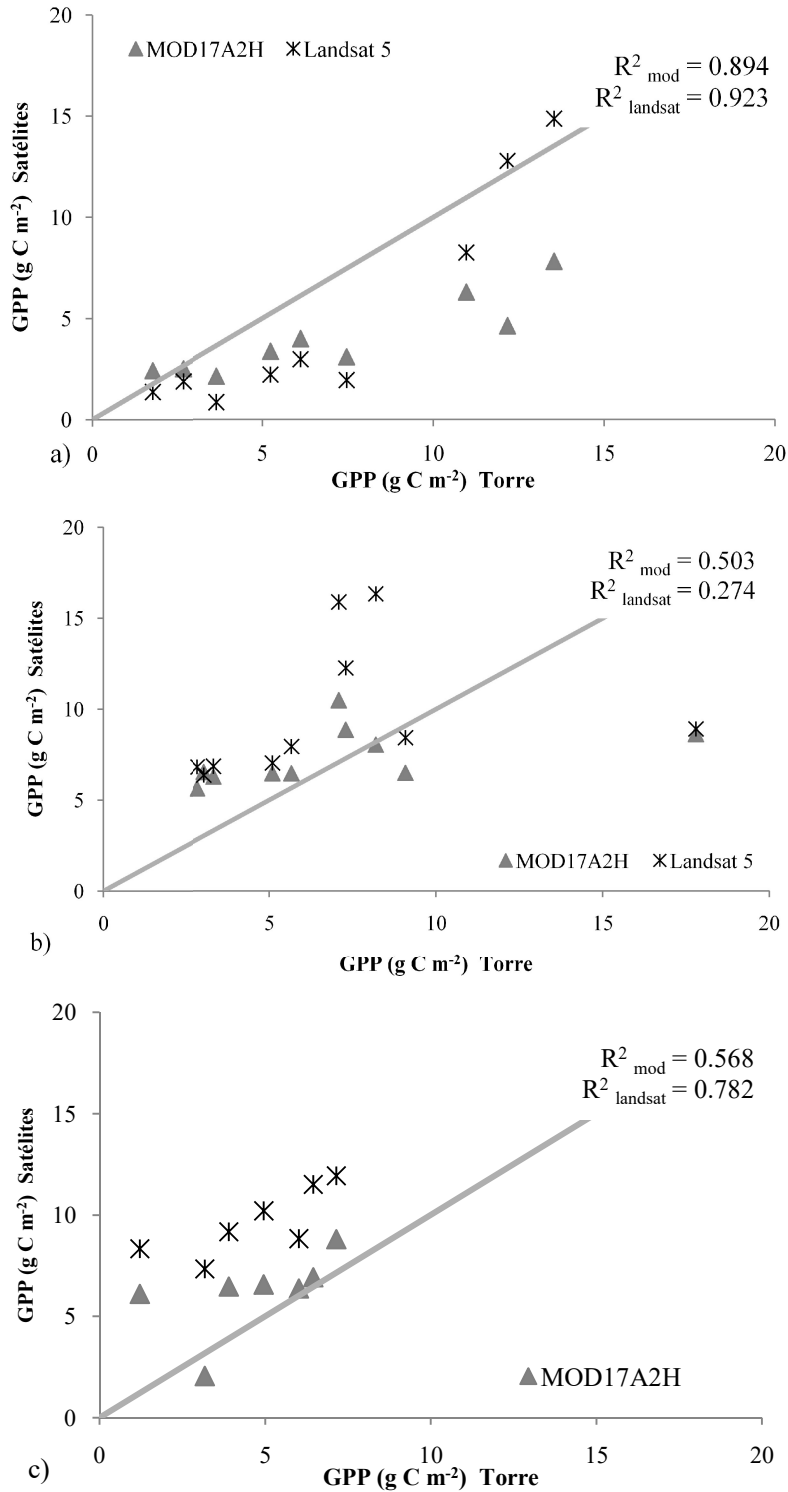 20
MOD17A2H Landsat 5
R² mod = 0.894
R² landsat = 0.923
15
10
5
0
GPP (g C m⁻²) Satélites
a) 0 5 10 15 20
GPP (g C m⁻²) Torre
20
R² mod = 0.503
R² landsat = 0.274
15
10
5
0
GPP (g C m⁻²) Satélites
MOD17A2H Landsat 5
0 5 10 15 20
b)
GPP (g C m⁻²) Torre
20
R² mod = 0.568
R² landsat = 0.782
15
10
5
0
GPP (g C m⁻²) Satélites
MOD17A2H
0 5 10 15 20
c)
GPP (g C m⁻²) Torre